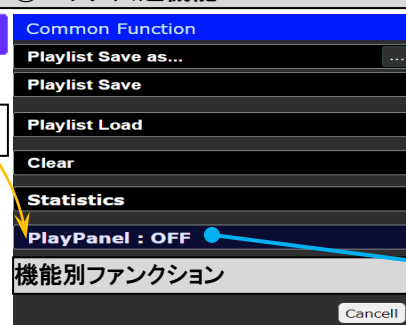 Common Function
Playlist Save as...
...
Playlist Save
Playlist Load
Clear
Statistics
PlayPanel : OFF
機能別ファンクション
Cancell